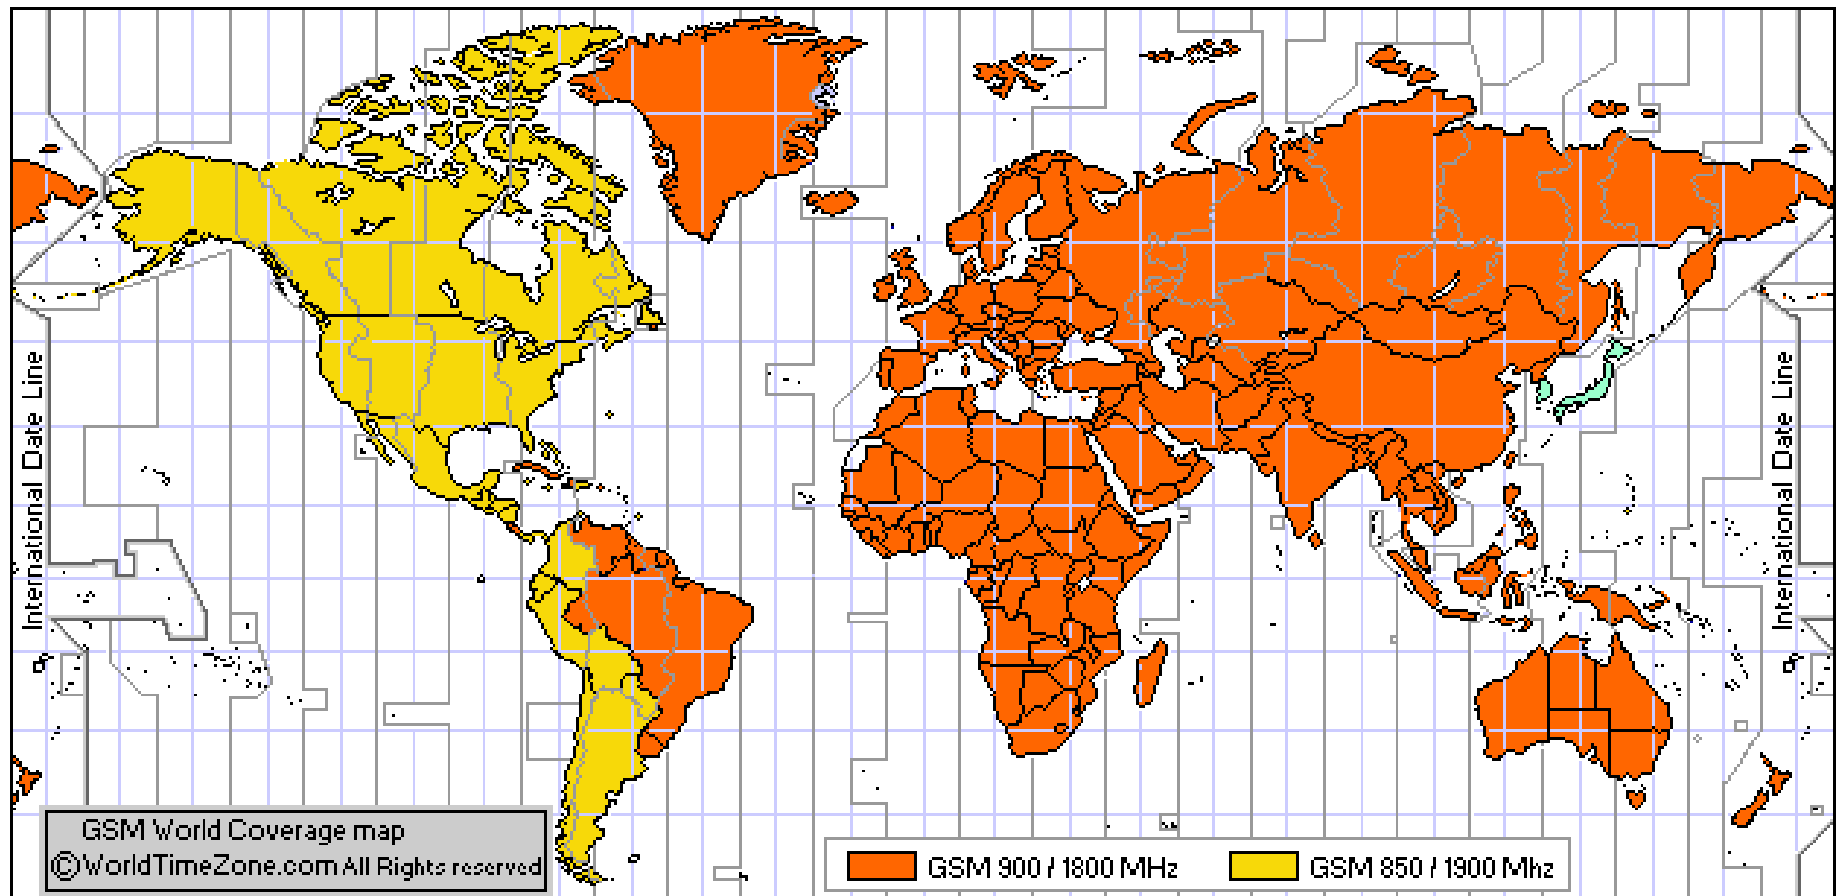 International Date Line
International Date Line
GSM World Coverage map
©WorldTimeZone.com All Rights reserved
GSM 900 / 1800 MHz
GSM 850 / 1900 Mhz